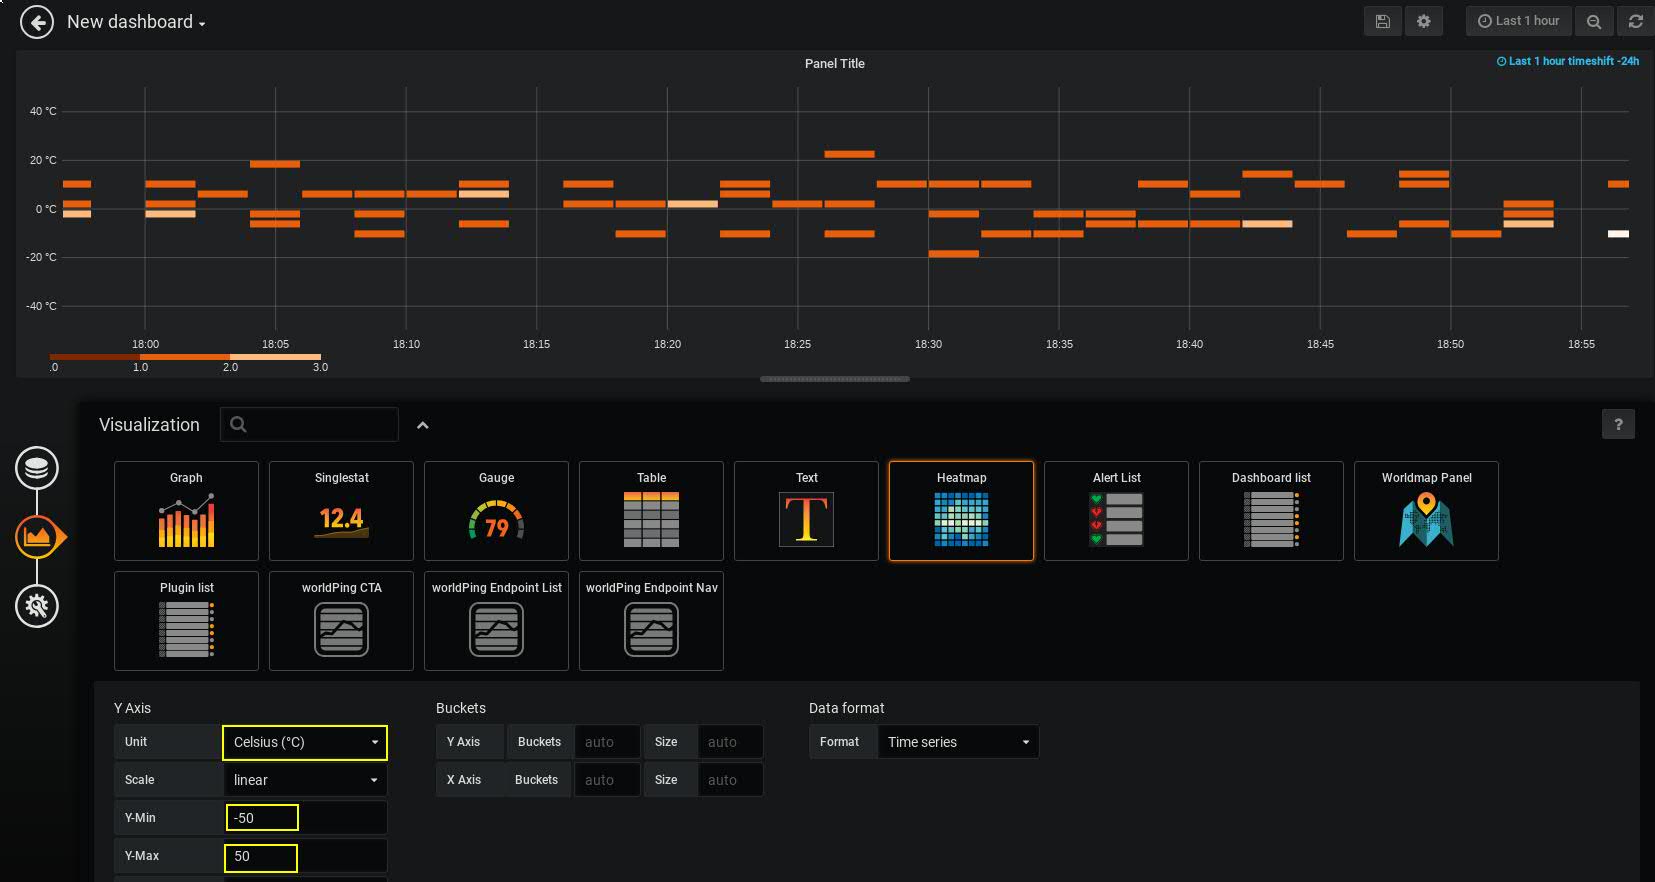 New dashboard
Last 1 hour
Panel Title
Last 1 hour timeshift -24h
40 °C
20 °C
0 °C
-20 °C
-40 °C
18:00 18:05 18:10 18:15 18:20 18:25 18:30 18:35 18:40 18:45 18:50 18:55
.0 1.0 2.0 3.0
Visualization
?
Graph Singlestat Gauge Table Text Heatmap Alert List Dashboard list Worldmap Panel
12.4 79 T
Plugin list worldPing CTA worldPing Endpoint List worldPing Endpoint Nav
Y Axis Buckets Data format
Unit Celsius (°C) Y Axis Buckets auto Size auto Format Time series
Scale linear X Axis Buckets auto Size auto
Y-Min -50
Y-Max 50